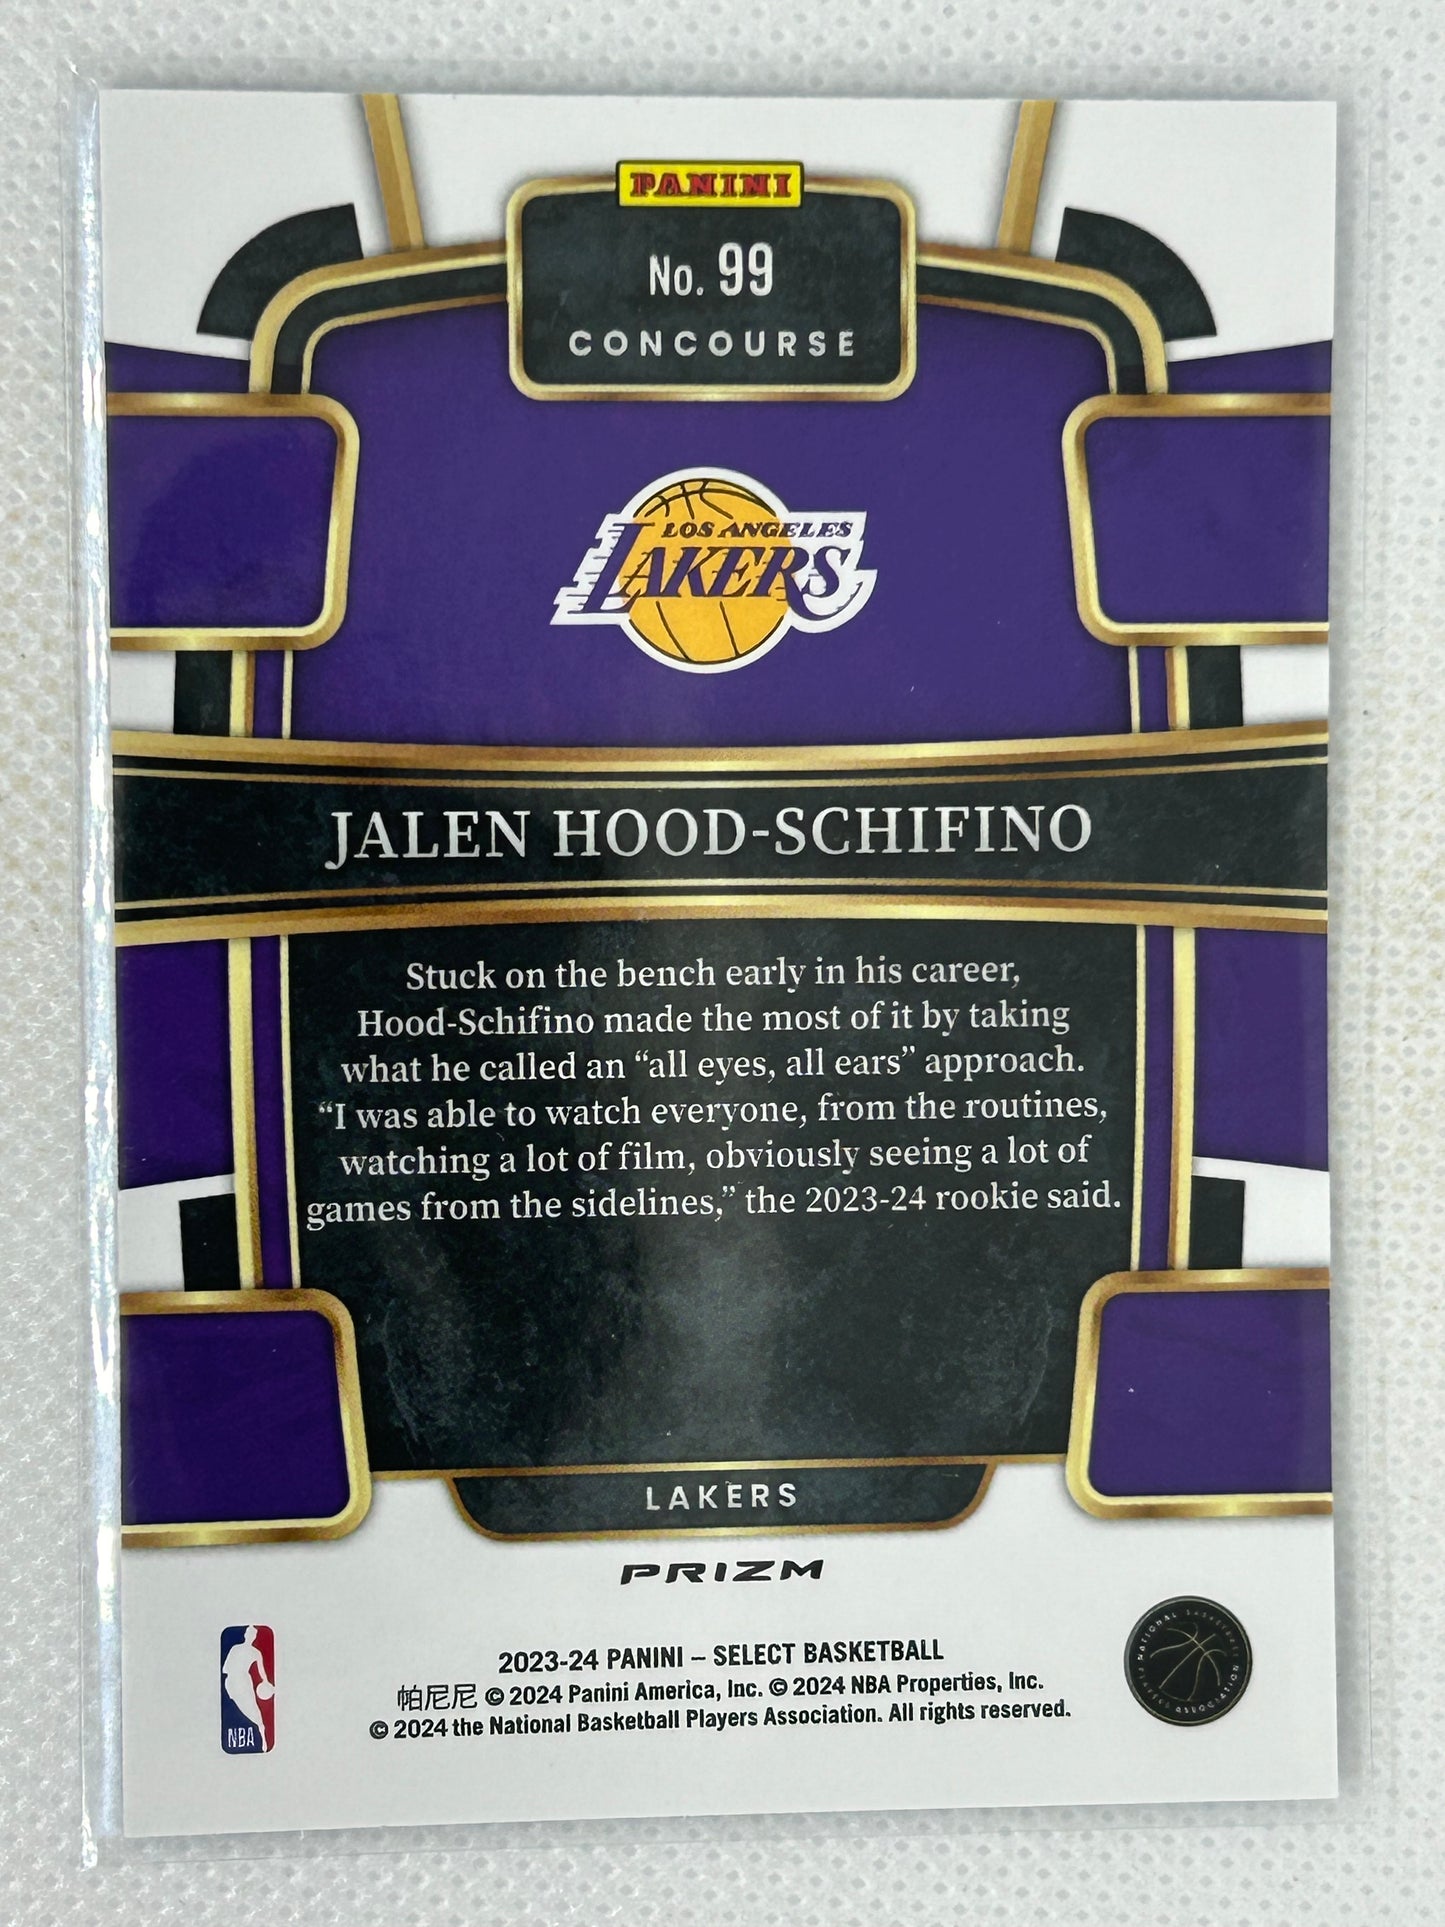 PANINI
No. 99
CONCOURSE
LOS ANGELES
LAKERS
JALEN HOOD-SCHIFINO
Stuck on the bench early in his career,
Hood-Schifino made the most of it by taking
what he called an “all eyes, all ears” approach.
“I was able to watch everyone, from the routines,
watching a lot of film, obviously seeing a lot of
games from the sidelines,” the 2023-24 rookie said.
LAKERS
PRIZM
NBA
2023-24 PANINI – SELECT BASKETBALL
帕尼尼 © 2024 Panini America, Inc. © 2024 NBA Properties, Inc.
© 2024 the National Basketball Players Association. All rights reserved.
NATIONAL BASKETBALL PLAYERS ASSOCIATION